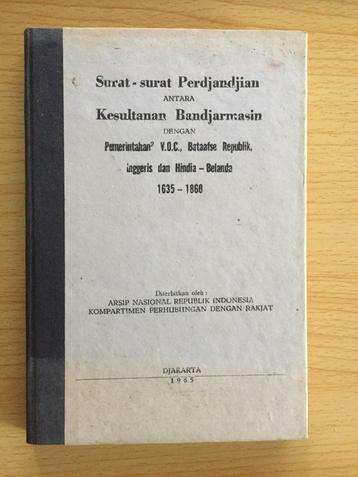 Surat - surat Perdjandjian
ANTARA
Kesultanan Bandjarmasin
DENGAN
Pemerintahan² V.O.C., Bataafse Republik,
Inggeris dan Hindia - Belanda
1635 - 1860
Diterbitkan oleh :
ARSIP NASIONAL REPUBLIK INDONESIA
KOMPARTIMEN PERHUBUNGAN DENGAN RAKJAT
DJAKARTA
1965